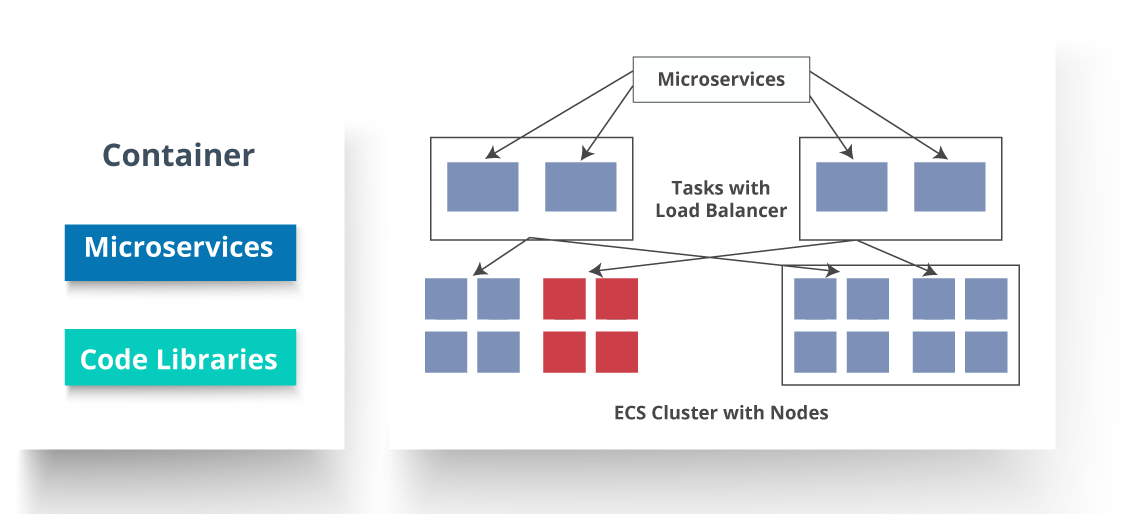 Container
Microservices
Code Libraries
Microservices
Tasks with
Load Balancer
ECS Cluster with Nodes